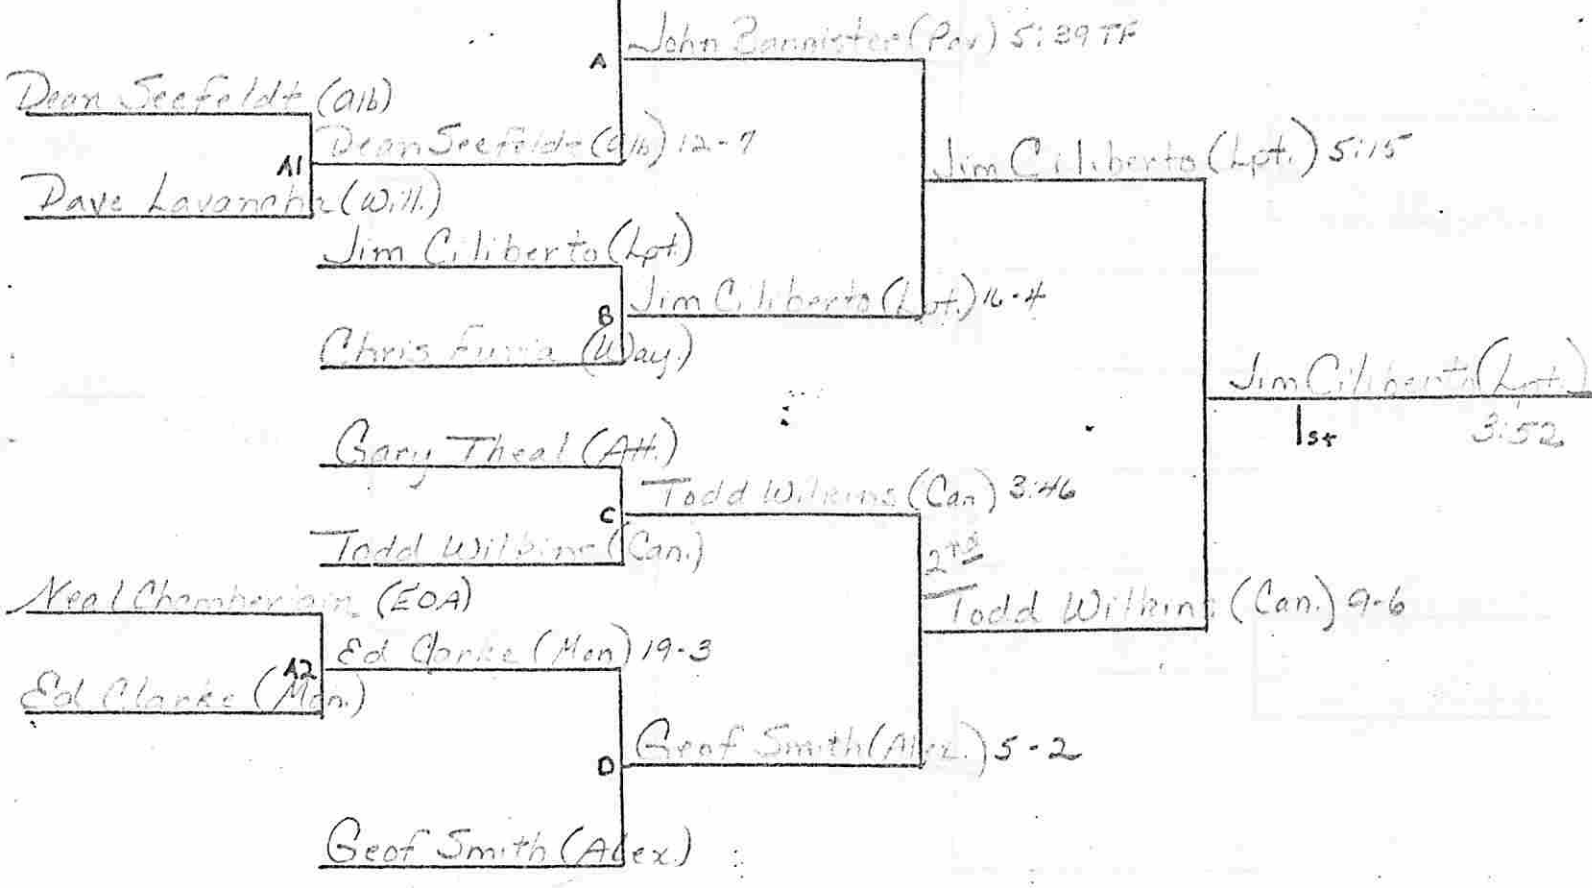 John Bannister (Pav) 5:39 TF
A
Dean Seefeldt (Alb)
Dean Seefeldt (Alb) 12-7
A1
Jim Ciliberto (Lpt.) 5:15
Dave Lavancha (Will.)
Jim Ciliberto (Lpt.)
Jim Ciliberto (Lpt.) 16-4
B
Chris Furia (Way.)
Jim Ciliberto (Lpt.)
1st 3:52
Gary Theal (Att.)
Todd Wilkins (Can) 3:46
C
Todd Wilkins (Can.)
2nd
Neal Chamberlain (EOA)
Todd Wilkins (Can.) 9-6
Ed Clarke (Mon) 19-3
A2
Ed Clarke (Mon.)
Geof Smith (Alex.) 5-2
D
Geof Smith (Alex.)